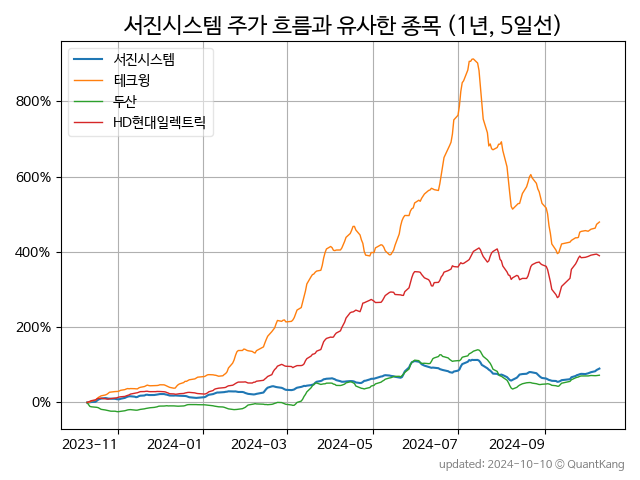 서진시스템 주가 흐름과 유사한 종목 (1년, 5일선)
서진시스템
테크윙
두산
HD현대일렉트릭
800%
600%
400%
200%
0%
2023-11 2024-01 2024-03 2024-05 2024-07 2024-09
updated: 2024-10-10 © QuantKang